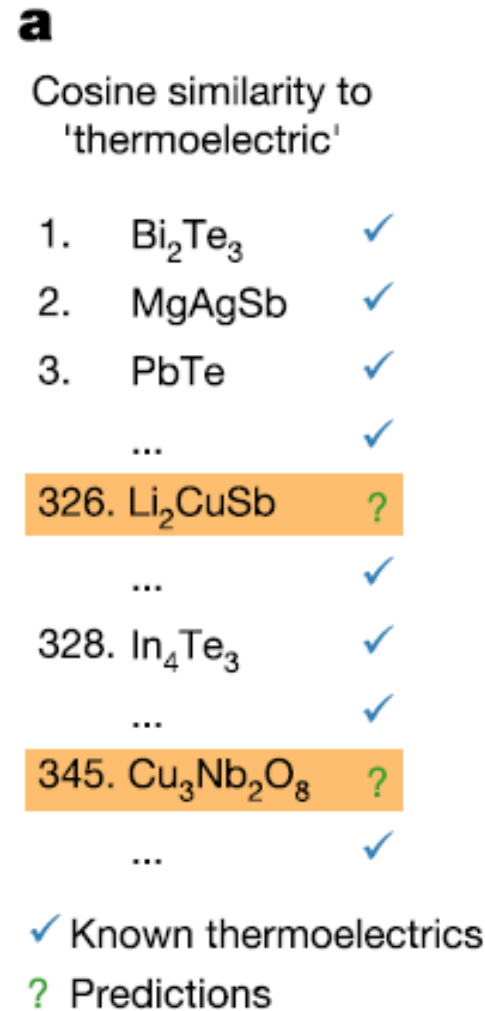 a
Cosine similarity to
'thermoelectric'
1. Bi₂Te₃ ✓
2. MgAgSb ✓
3. PbTe ✓
... ✓
326. Li₂CuSb ?
... ✓
328. In₄Te₃ ✓
... ✓
345. Cu₃Nb₂O₈ ?
... ✓
✓ Known thermoelectrics
? Predictions